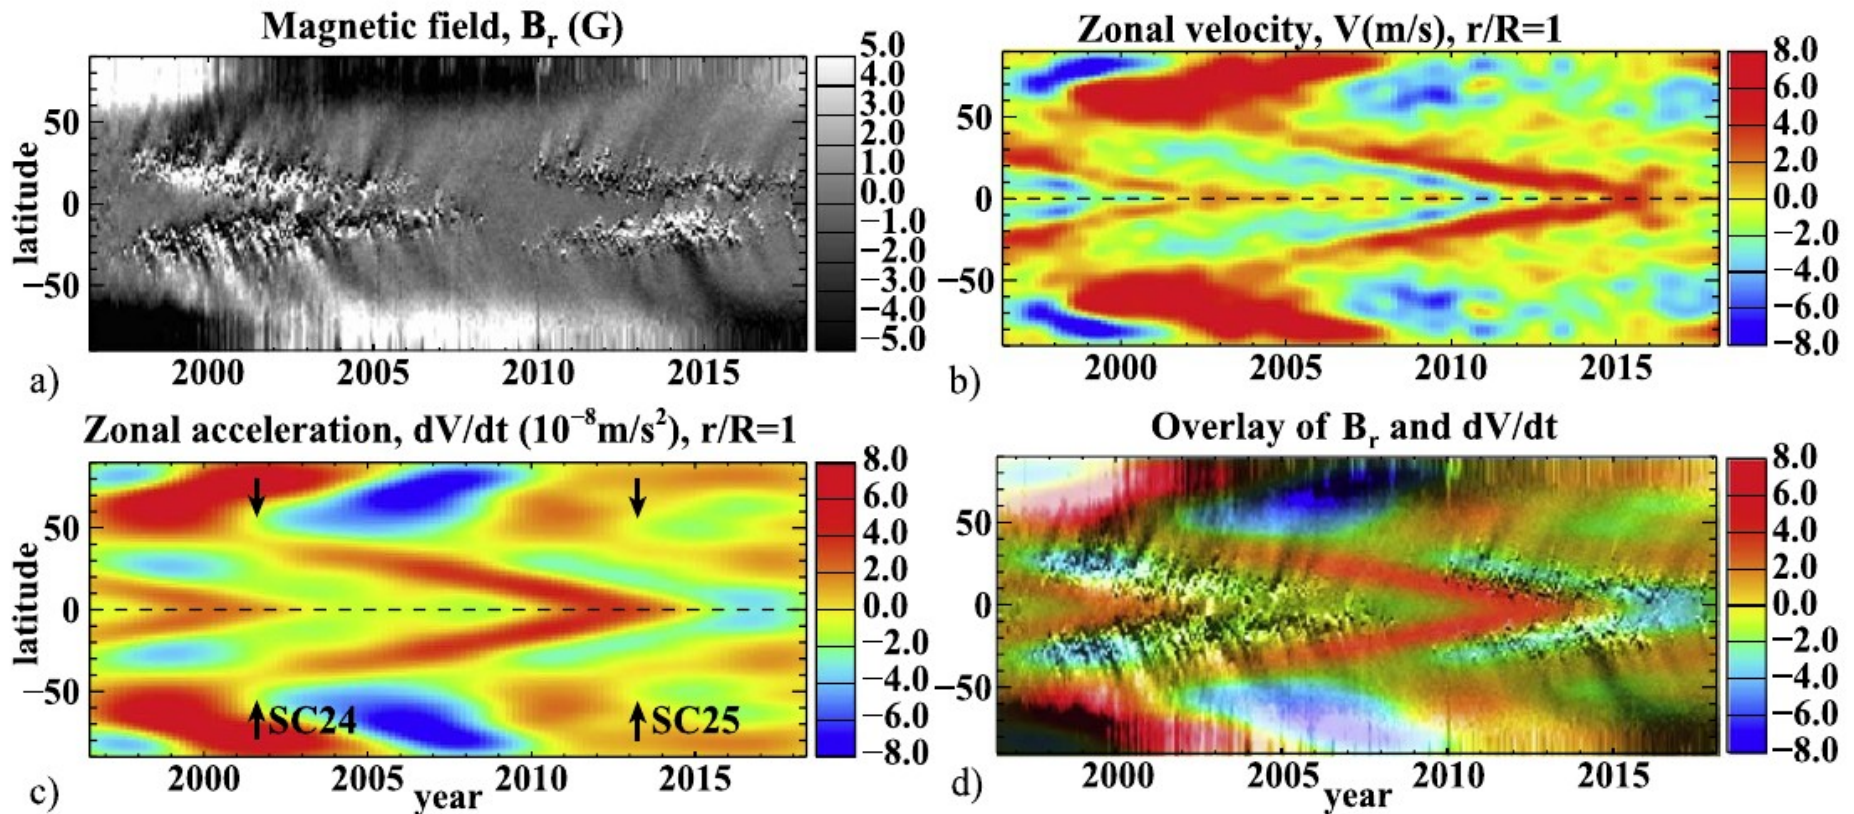 Magnetic field, Br (G)
5.0
4.0
3.0
2.0
1.0
0.0
−1.0
−2.0
−3.0
−4.0
−5.0
50
0
−50
latitude
2000 2005 2010 2015
a)
Zonal velocity, V(m/s), r/R=1
8.0
6.0
4.0
2.0
0.0
−2.0
−4.0
−6.0
−8.0
50
0
−50
2000 2005 2010 2015
b)
Zonal acceleration, dV/dt (10−8m/s2), r/R=1
8.0
6.0
4.0
2.0
0.0
−2.0
−4.0
−6.0
−8.0
50
0
−50
latitude
SC24 SC25
2000 2005 2010 2015
year
c)
Overlay of Br and dV/dt
8.0
6.0
4.0
2.0
0.0
−2.0
−4.0
−6.0
−8.0
50
0
−50
2000 2005 2010 2015
year
d)